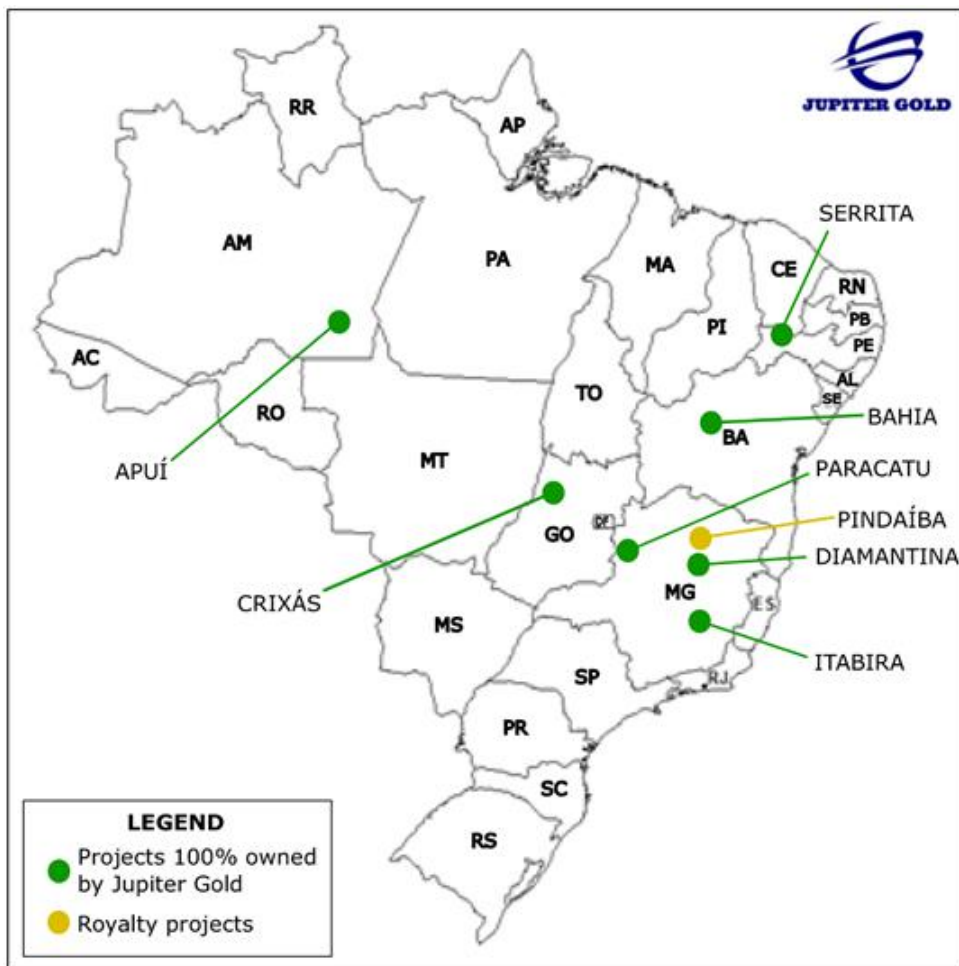 JUPITER GOLD
RR
AP
SERRITA
AM
PA
MA
CE
RN
PI
PB
PE
AC
AL
RO
TO
SE
BAHIA
BA
MT
APUÍ
PARACATU
PINDAÍBA
DF
GO
DIAMANTINA
CRIXÁS
MG
ES
MS
ITABIRA
SP
RJ
PR
SC
RS
LEGEND
Projects 100% owned
by Jupiter Gold
Royalty projects